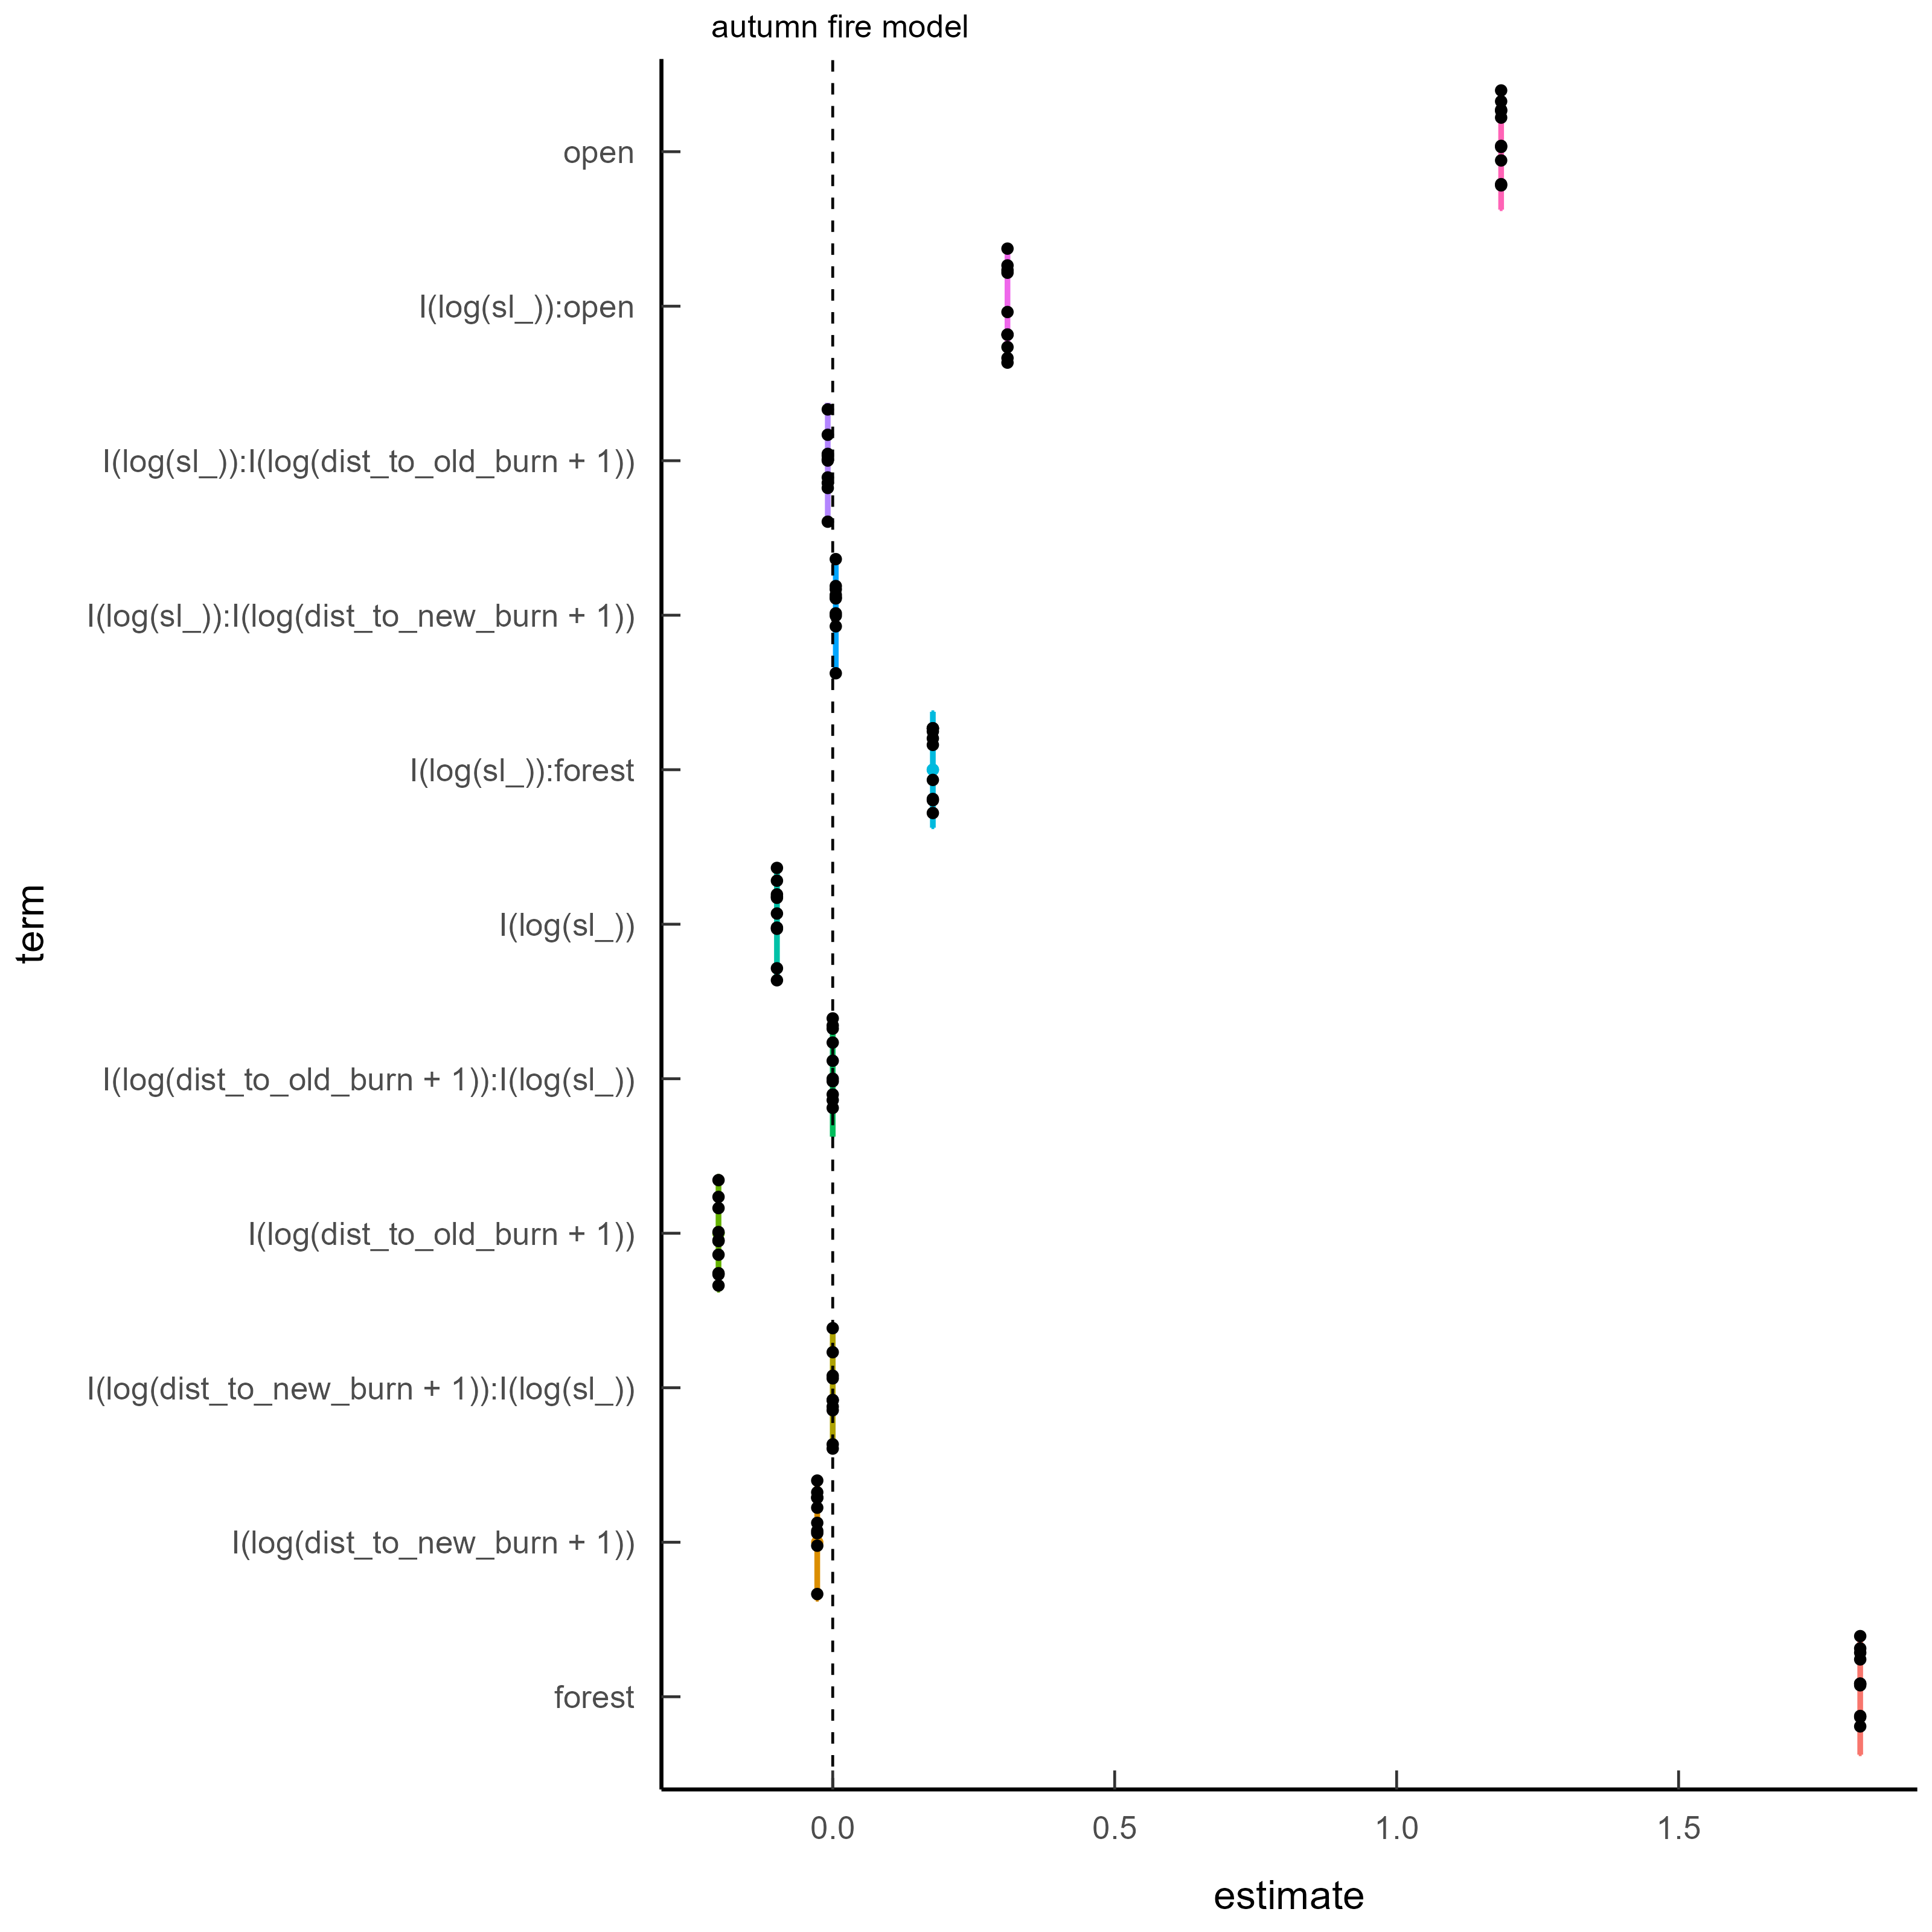 autumn fire model
open
I(log(sl_)):open
I(log(sl_)):I(log(dist_to_old_burn + 1))
I(log(sl_)):I(log(dist_to_new_burn + 1))
I(log(sl_)):forest
I(log(sl_))
I(log(dist_to_old_burn + 1)):I(log(sl_))
I(log(dist_to_old_burn + 1))
I(log(dist_to_new_burn + 1)):I(log(sl_))
I(log(dist_to_new_burn + 1))
forest
term
0.0 0.5 1.0 1.5
estimate